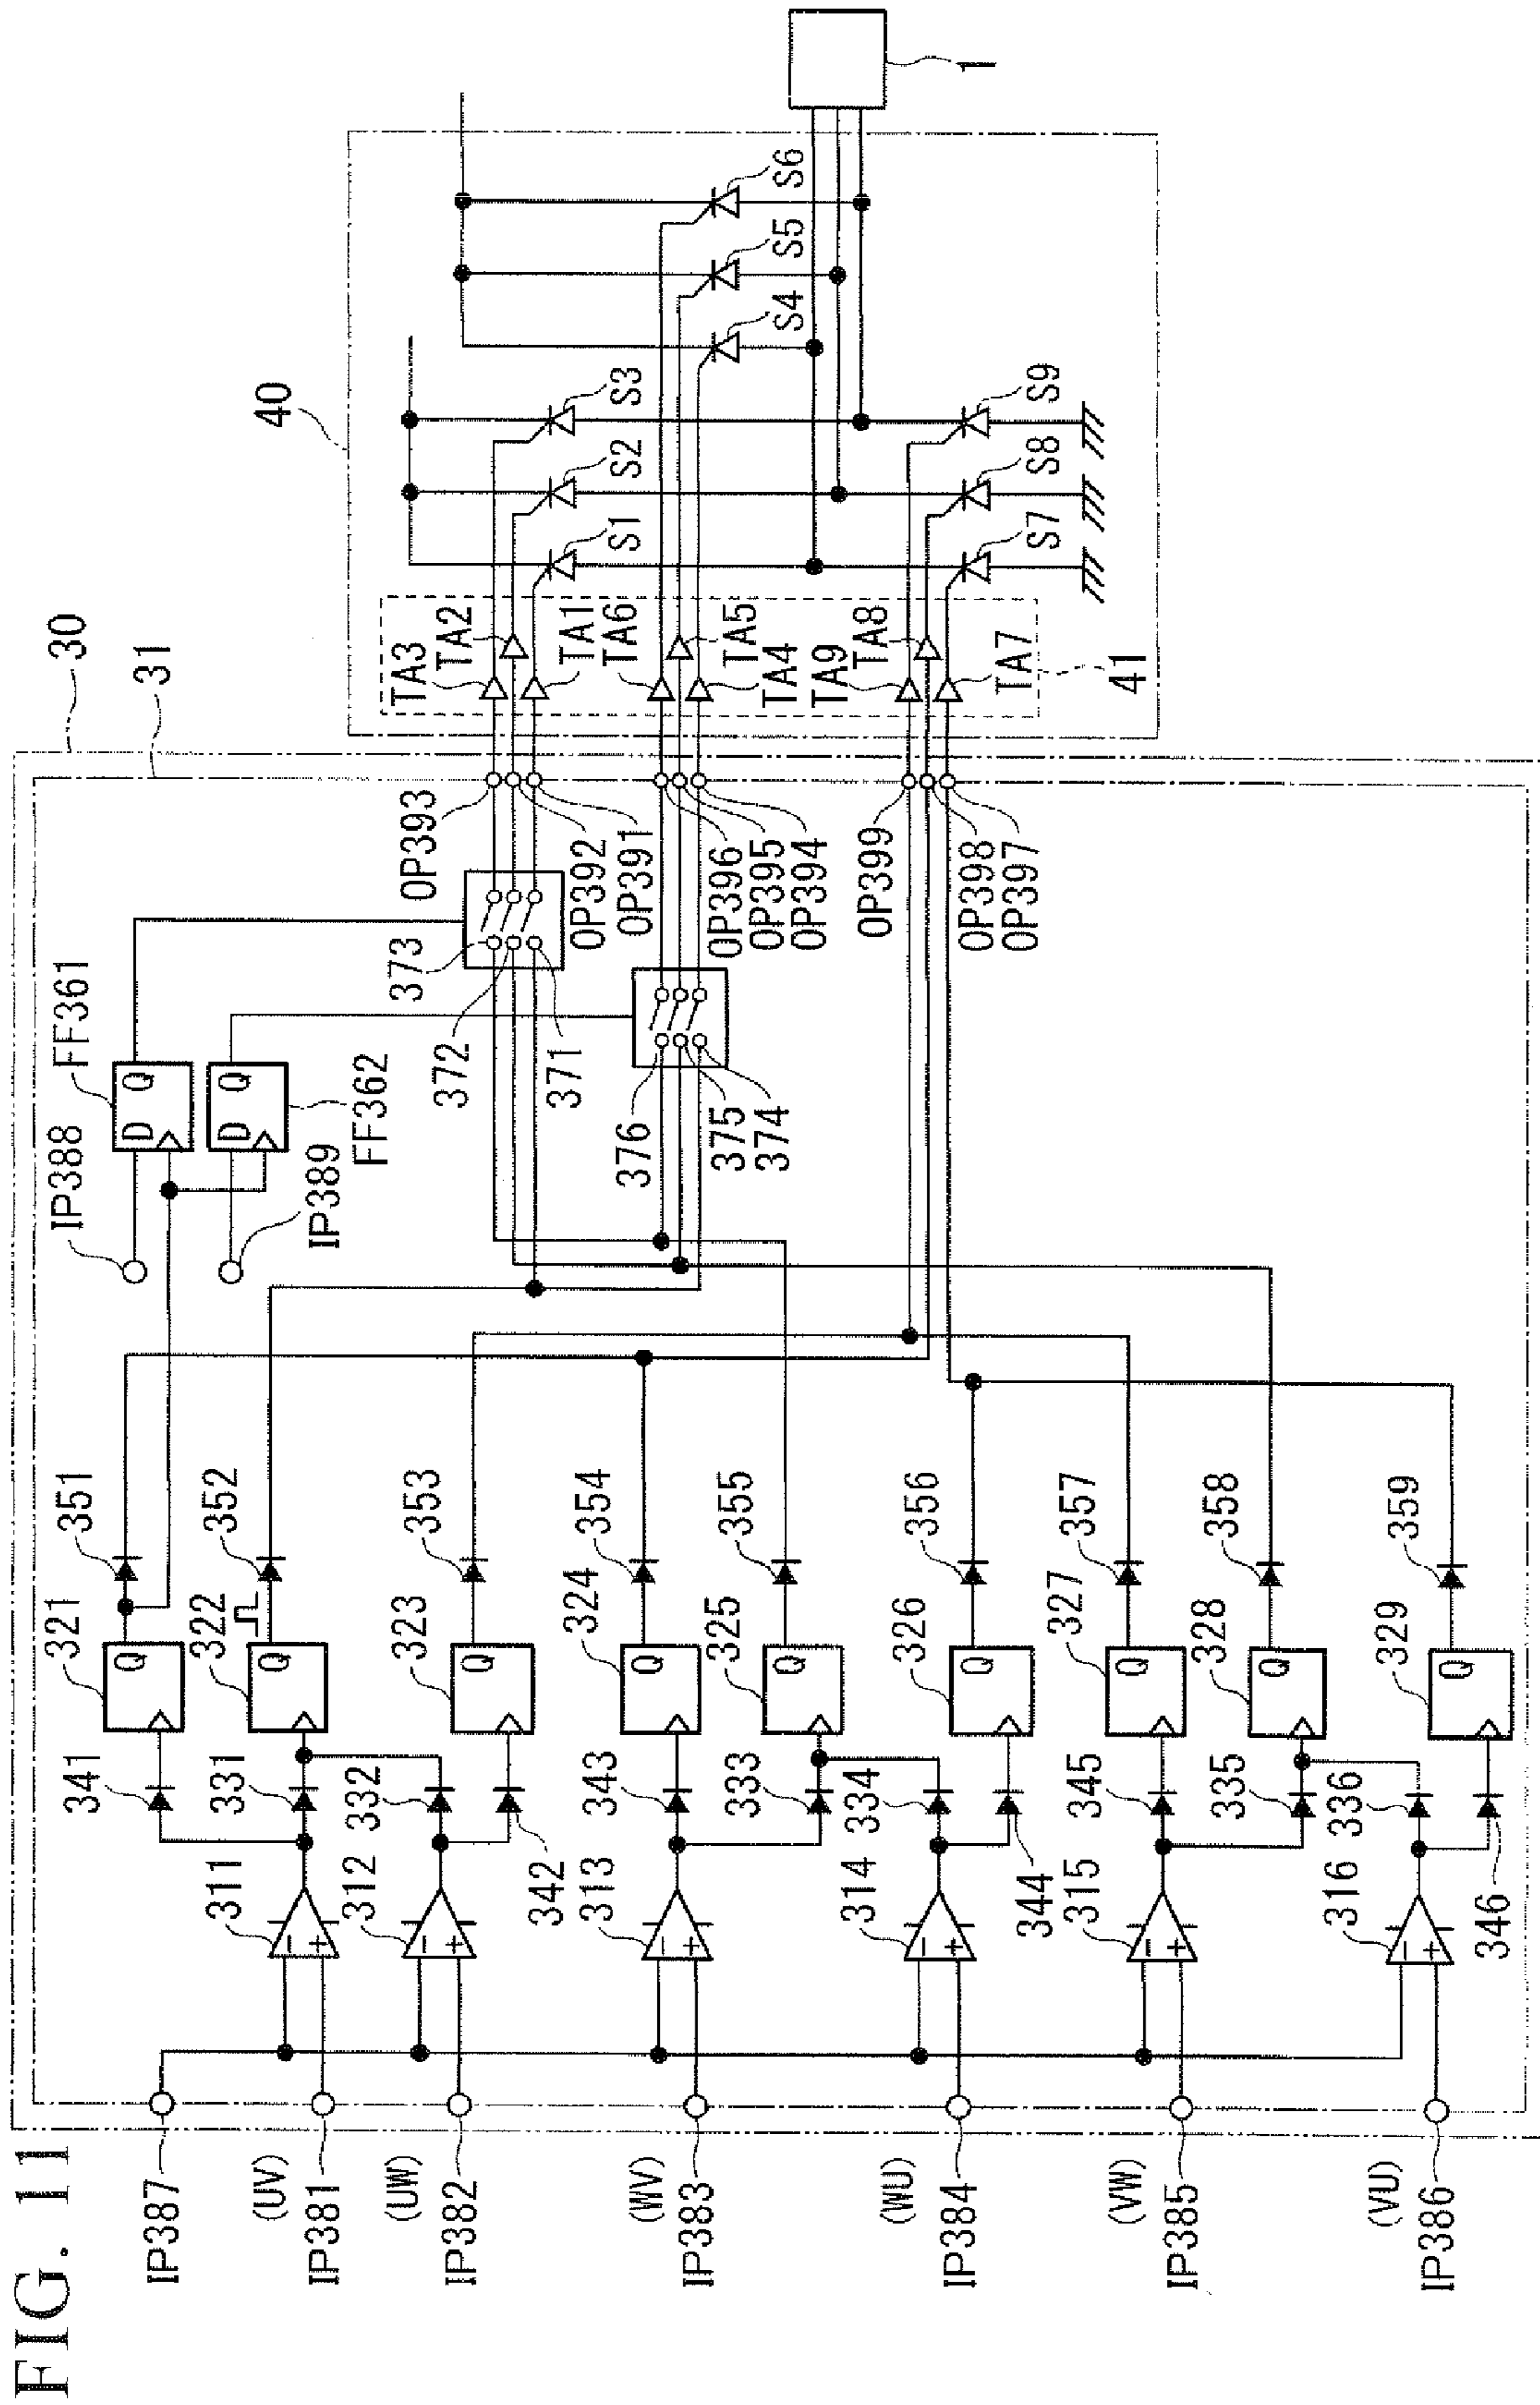 FIG. 11
30
31
40
41
1
IP387
(UV)
IP381
(UW)
IP382
(WV)
IP383
(WU)
IP384
(VW)
IP385
(VU)
IP386
311
312
313
314
315
316
−
+
−
+
−
+
−
+
−
+
−
+
341
331
332
342
343
333
334
344
345
335
336
346
321
322
323
324
325
326
327
328
329
Q
Q
Q
Q
Q
Q
Q
Q
Q
351
352
353
354
355
356
357
358
359
IP388
IP389
FF361
D Q
FF362
D Q
373
372
371
376
375
374
OP393
OP392
OP391
OP396
OP395
OP394
OP399
OP398
OP397
TA3
TA2
TA1
TA6
TA5
TA4
TA9
TA8
TA7
S1
S2
S3
S4
S5
S6
S7
S8
S9